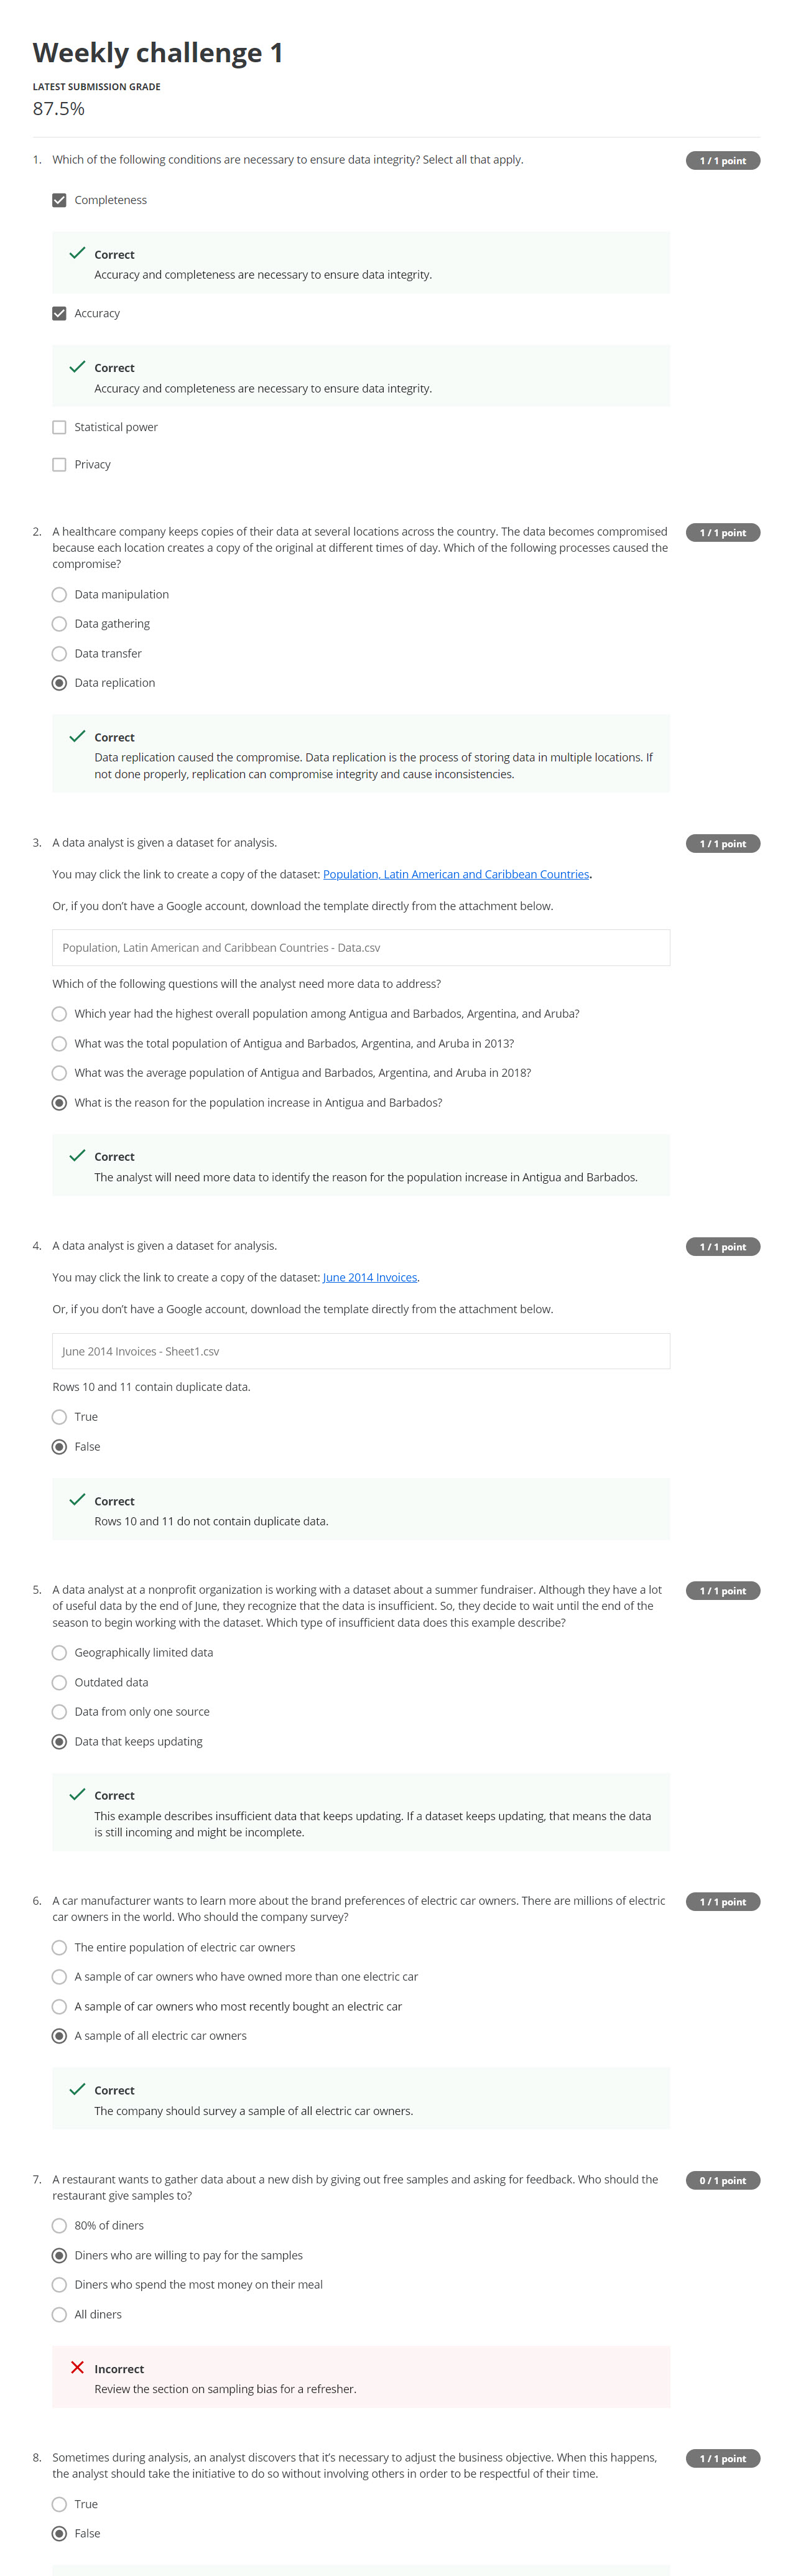 Weekly challenge 1
LATEST SUBMISSION GRADE
87.5%
1. Which of the following conditions are necessary to ensure data integrity? Select all that apply.
1 / 1 point
Completeness
Correct
Accuracy and completeness are necessary to ensure data integrity.
Accuracy
Correct
Accuracy and completeness are necessary to ensure data integrity.
Statistical power
Privacy
2. A healthcare company keeps copies of their data at several locations across the country. The data becomes compromised
because each location creates a copy of the original at different times of day. Which of the following processes caused the
compromise?
1 / 1 point
Data manipulation
Data gathering
Data transfer
Data replication
Correct
Data replication caused the compromise. Data replication is the process of storing data in multiple locations. If
not done properly, replication can compromise integrity and cause inconsistencies.
3. A data analyst is given a dataset for analysis.
1 / 1 point
You may click the link to create a copy of the dataset: Population, Latin American and Caribbean Countries.
Or, if you don't have a Google account, download the template directly from the attachment below.
Population, Latin American and Caribbean Countries - Data.csv
Which of the following questions will the analyst need more data to address?
Which year had the highest overall population among Antigua and Barbados, Argentina, and Aruba?
What was the total population of Antigua and Barbados, Argentina, and Aruba in 2013?
What was the average population of Antigua and Barbados, Argentina, and Aruba in 2018?
What is the reason for the population increase in Antigua and Barbados?
Correct
The analyst will need more data to identify the reason for the population increase in Antigua and Barbados.
4. A data analyst is given a dataset for analysis.
1 / 1 point
You may click the link to create a copy of the dataset: June 2014 Invoices.
Or, if you don't have a Google account, download the template directly from the attachment below.
June 2014 Invoices - Sheet1.csv
Rows 10 and 11 contain duplicate data.
True
False
Correct
Rows 10 and 11 do not contain duplicate data.
5. A data analyst at a nonprofit organization is working with a dataset about a summer fundraiser. Although they have a lot
of useful data by the end of June, they recognize that the data is insufficient. So, they decide to wait until the end of the
season to begin working with the dataset. Which type of insufficient data does this example describe?
1 / 1 point
Geographically limited data
Outdated data
Data from only one source
Data that keeps updating
Correct
This example describes insufficient data that keeps updating. If a dataset keeps updating, that means the data
is still incoming and might be incomplete.
6. A car manufacturer wants to learn more about the brand preferences of electric car owners. There are millions of electric
car owners in the world. Who should the company survey?
1 / 1 point
The entire population of electric car owners
A sample of car owners who have owned more than one electric car
A sample of car owners who most recently bought an electric car
A sample of all electric car owners
Correct
The company should survey a sample of all electric car owners.
7. A restaurant wants to gather data about a new dish by giving out free samples and asking for feedback. Who should the
restaurant give samples to?
0 / 1 point
80% of diners
Diners who are willing to pay for the samples
Diners who spend the most money on their meal
All diners
Incorrect
Review the section on sampling bias for a refresher.
8. Sometimes during analysis, an analyst discovers that it's necessary to adjust the business objective. When this happens,
the analyst should take the initiative to do so without involving others in order to be respectful of their time.
1 / 1 point
True
False